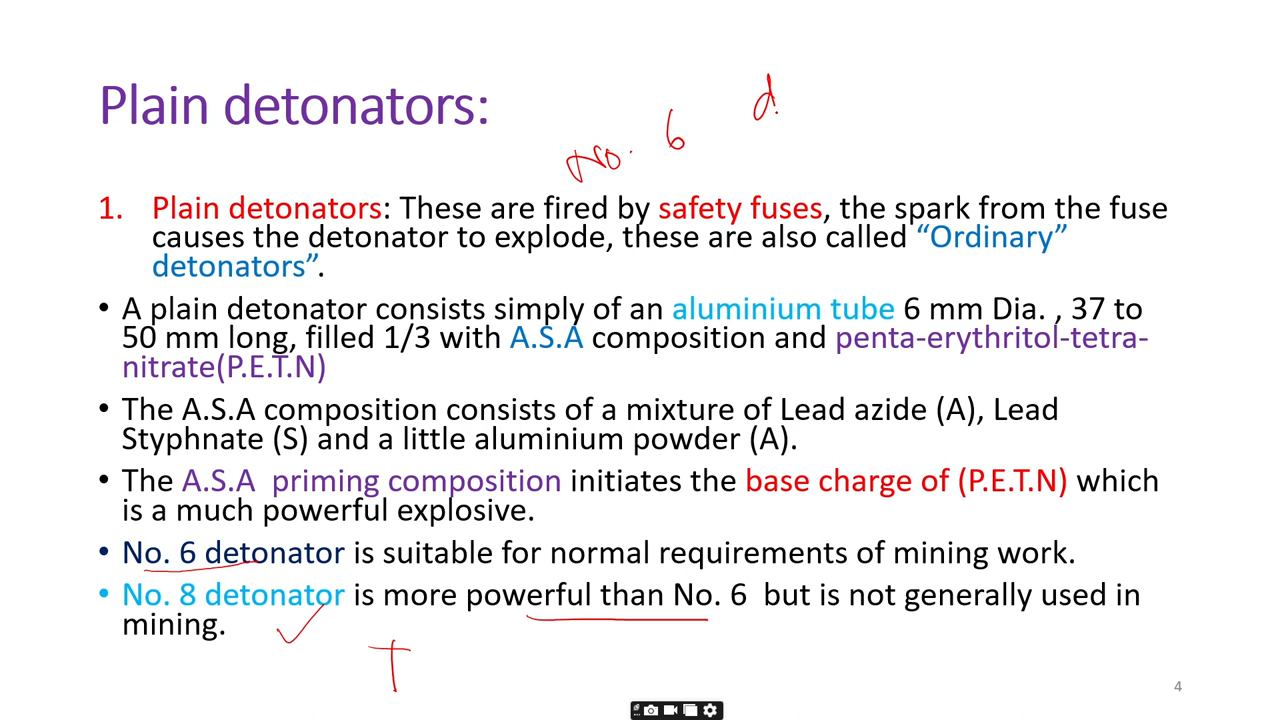 Plain detonators:
No. 6 d
1. Plain detonators: These are fired by safety fuses, the spark from the fuse
causes the detonator to explode, these are also called “Ordinary”
detonators”.
• A plain detonator consists simply of an aluminium tube 6 mm Dia. , 37 to
50 mm long, filled 1/3 with A.S.A composition and penta-erythritol-tetra-
nitrate(P.E.T.N)
• The A.S.A composition consists of a mixture of Lead azide (A), Lead
Styphnate (S) and a little aluminium powder (A).
• The A.S.A priming composition initiates the base charge of (P.E.T.N) which
is a much powerful explosive.
• No. 6 detonator is suitable for normal requirements of mining work.
• No. 8 detonator is more powerful than No. 6 but is not generally used in
mining.
T
4